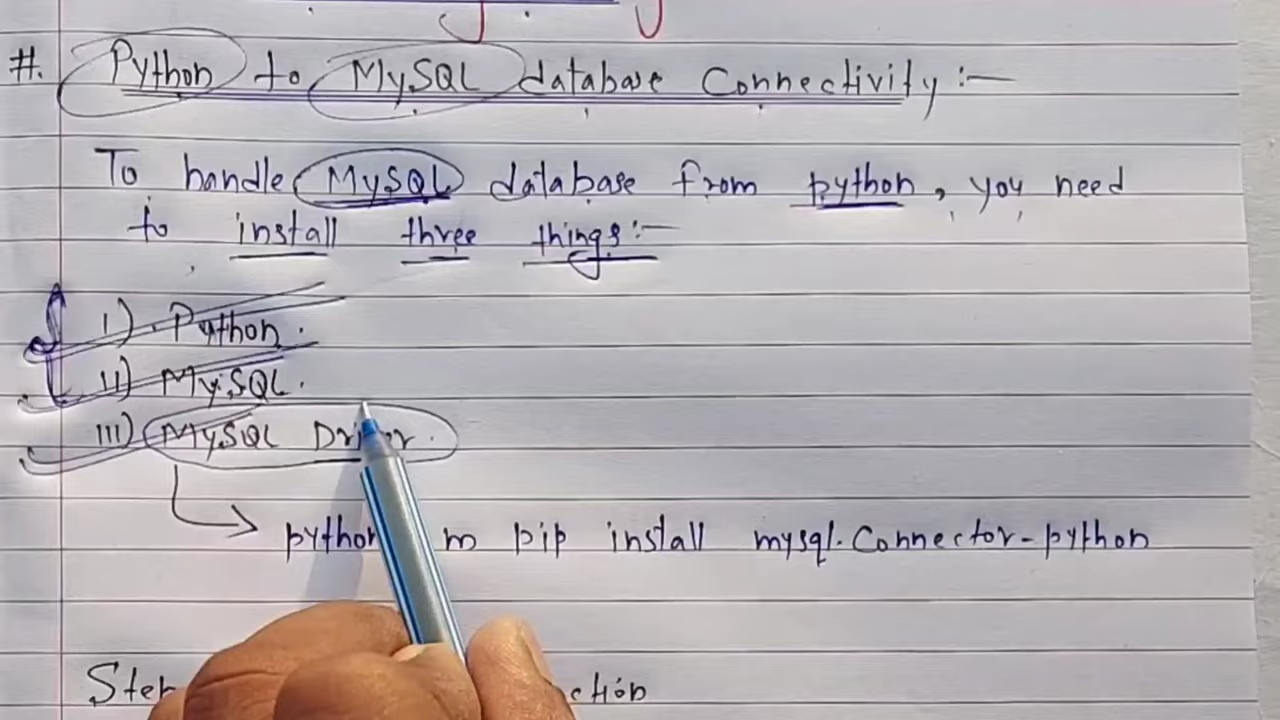 #. Python to MySQL database Connectivity :-
To handle MySQL database from python, you need
to install three things :-
I) Python.
II) MySQL.
III) MySQL Driver.
python m pip install mysql.Connector-python